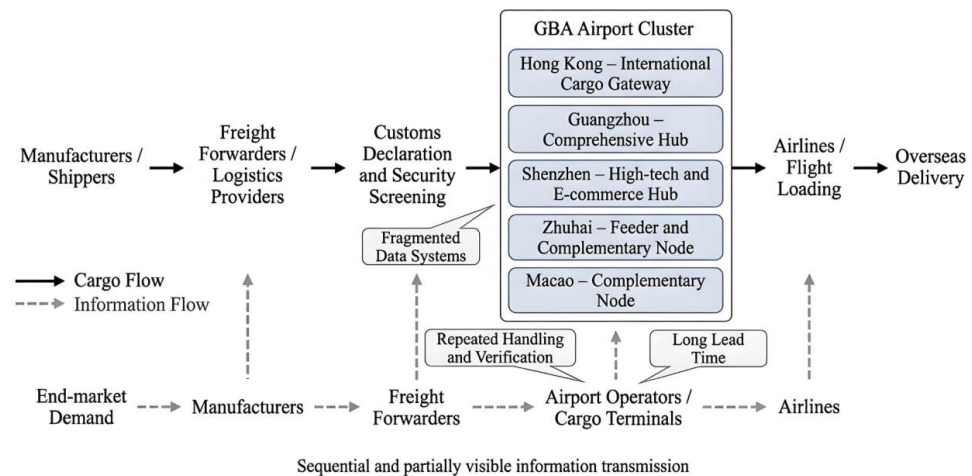 GBA Airport Cluster
Hong Kong – International
Cargo Gateway
Guangzhou –
Comprehensive Hub
Shenzhen – High-tech and
E-commerce Hub
Zhuhai – Feeder and
Complementary Node
Macao – Complementary
Node
Manufacturers /
Shippers
Freight
Forwarders /
Logistics
Providers
Customs
Declaration
and Security
Screening
Airlines /
Flight
Loading
Overseas
Delivery
Fragmented
Data Systems
Cargo Flow
Information Flow
Repeated Handling
and Verification
Long Lead
Time
End-market
Demand
Manufacturers
Freight
Forwarders
Airport Operators /
Cargo Terminals
Airlines
Sequential and partially visible information transmission